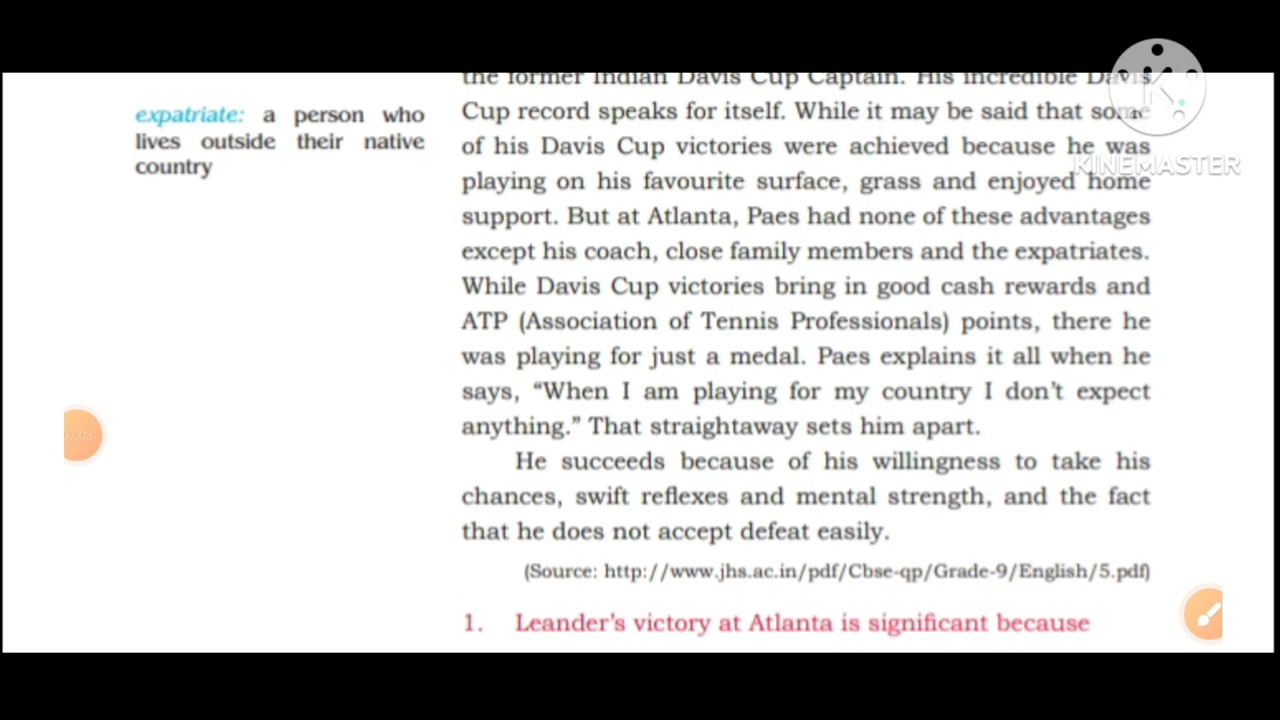 the former Indian Davis Cup Captain. His incredible Davis
expatriate: a person who
lives outside their native
country
Cup record speaks for itself. While it may be said that some
of his Davis Cup victories were achieved because he was
playing on his favourite surface, grass and enjoyed home
support. But at Atlanta, Paes had none of these advantages
except his coach, close family members and the expatriates.
While Davis Cup victories bring in good cash rewards and
ATP (Association of Tennis Professionals) points, there he
was playing for just a medal. Paes explains it all when he
says, “When I am playing for my country I don’t expect
anything.” That straightaway sets him apart.
He succeeds because of his willingness to take his
chances, swift reflexes and mental strength, and the fact
that he does not accept defeat easily.
(Source: http://www.jhs.ac.in/pdf/Cbse-qp/Grade-9/English/5.pdf)
1. Leander’s victory at Atlanta is significant because
KINEMASTER
07:03